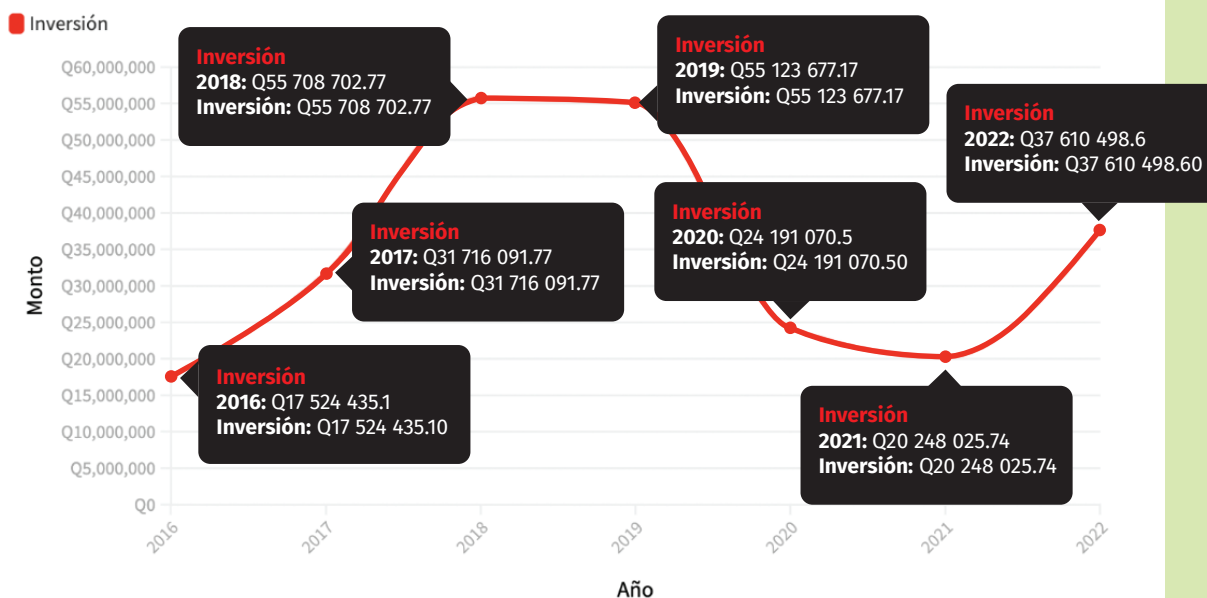 Inversión
Inversión
2018: Q55 708 702.77
Inversión: Q55 708 702.77
Inversión
2019: Q55 123 677.17
Inversión: Q55 123 677.17
Inversión
2022: Q37 610 498.6
Inversión: Q37 610 498.60
Inversión
2017: Q31 716 091.77
Inversión: Q31 716 091.77
Inversión
2020: Q24 191 070.5
Inversión: Q24 191 070.50
Inversión
2016: Q17 524 435.1
Inversión: Q17 524 435.10
Inversión
2021: Q20 248 025.74
Inversión: Q20 248 025.74
Monto
Q60,000,000
Q55,000,000
Q50,000,000
Q45,000,000
Q40,000,000
Q35,000,000
Q30,000,000
Q25,000,000
Q20,000,000
Q15,000,000
Q10,000,000
Q5,000,000
Q0
2016
2017
2018
2019
2020
2021
2022
Año